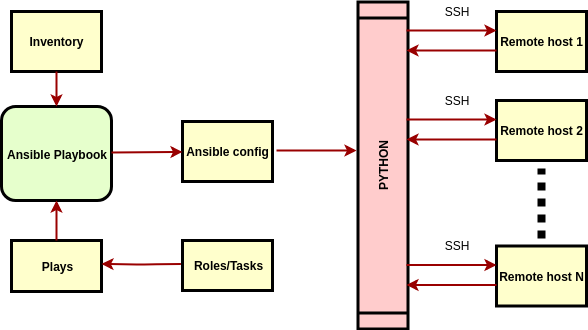 Inventory
Ansible Playbook
Plays
Ansible config
Roles/Tasks
PYTHON
SSH
Remote host 1
SSH
Remote host 2
SSH
Remote host N